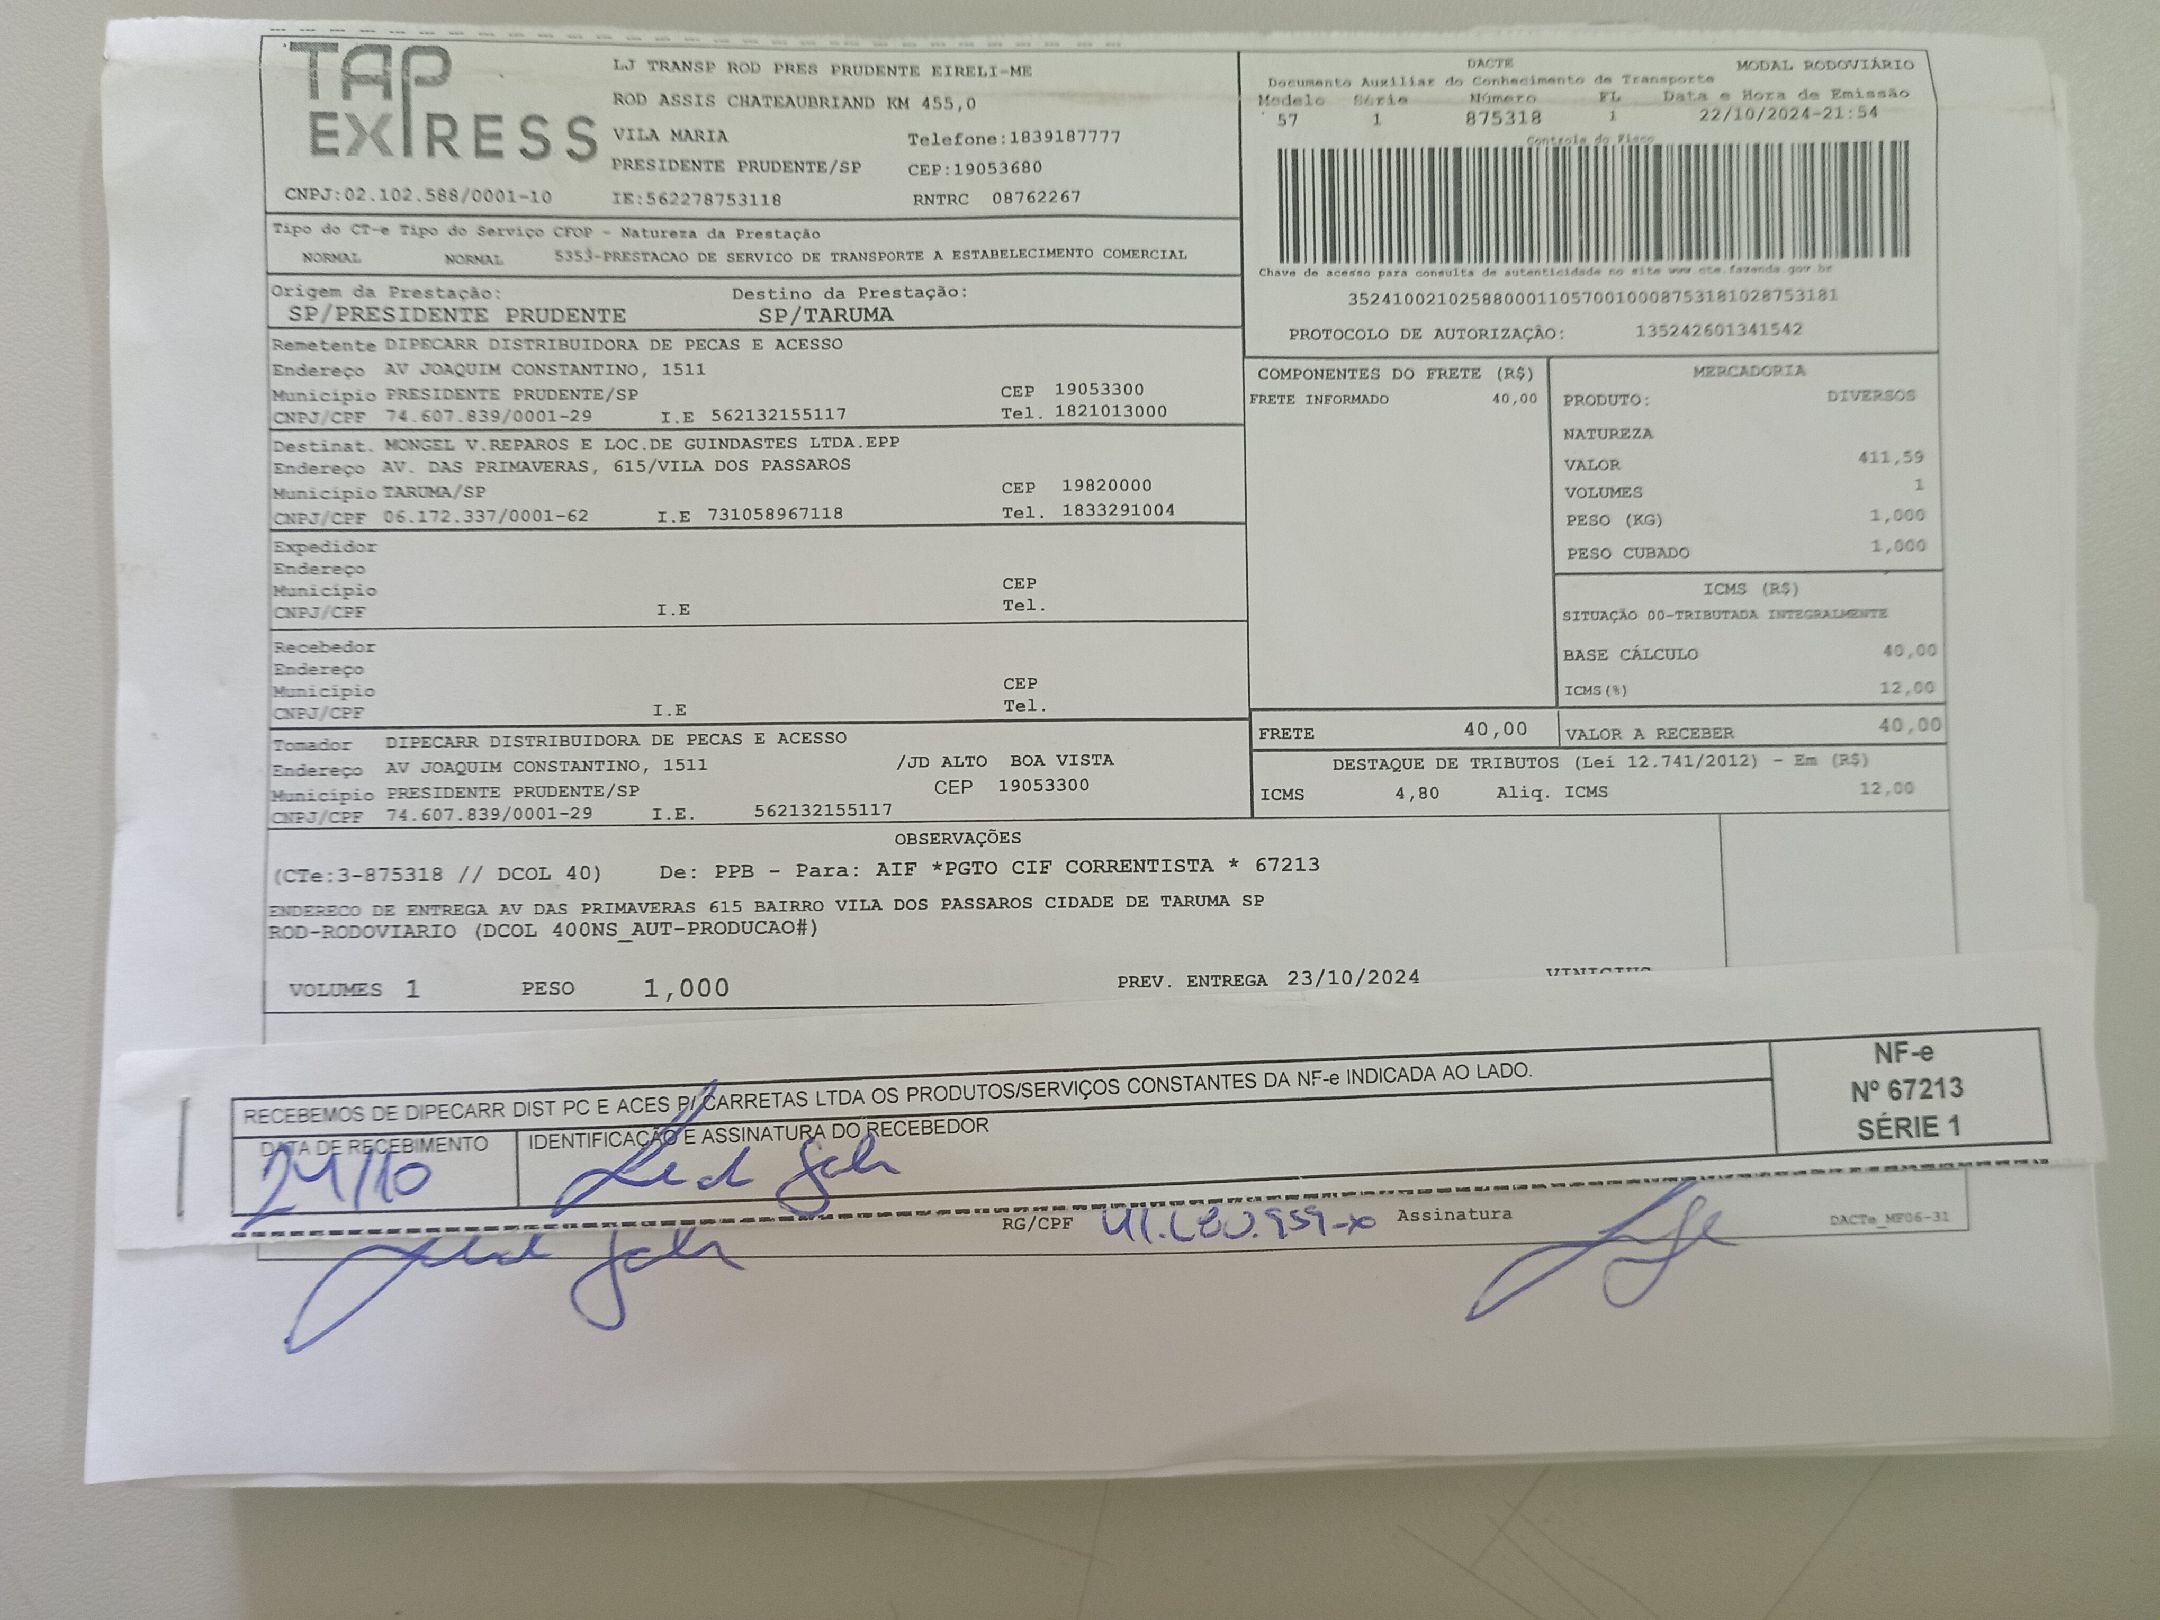 TAP EXPRESS
LJ TRANSP ROD PRES PRUDENTE EIRELI-ME
ROD ASSIS CHATEAUBRIAND KM 455,0
VILA MARIA Telefone:1839187777
PRESIDENTE PRUDENTE/SP CEP:19053680
CNPJ:02.102.588/0001-10 IE:562278753118 RNTRC 08762267
DACTE MODAL RODOVIÁRIO
Documento Auxiliar do Conhecimento de Transporte
Modelo Série Número FL Data e Hora de Emissão
57 1 875318 1 22/10/2024-21:54
Controle do Fisco
Chave de acesso para consulta de autenticidade no site www.cte.fazenda.gov.br
35241002102588000110570010008753181028753181
PROTOCOLO DE AUTORIZAÇÃO: 135242601341542
Tipo do CT-e Tipo do Serviço CFOP - Natureza da Prestação
NORMAL NORMAL 5353-PRESTACAO DE SERVICO DE TRANSPORTE A ESTABELECIMENTO COMERCIAL
Origem da Prestação: Destino da Prestação:
SP/PRESIDENTE PRUDENTE SP/TARUMA
Remetente DIPECARR DISTRIBUIDORA DE PECAS E ACESSO
Endereço AV JOAQUIM CONSTANTINO, 1511
Município PRESIDENTE PRUDENTE/SP CEP 19053300
CNPJ/CPF 74.607.839/0001-29 I.E 562132155117 Tel. 1821013000
Destinat. MONGEL V.REPAROS E LOC.DE GUINDASTES LTDA.EPP
Endereço AV. DAS PRIMAVERAS, 615/VILA DOS PASSAROS
Município TARUMA/SP CEP 19820000
CNPJ/CPF 06.172.337/0001-62 I.E 731058967118 Tel. 1833291004
Expedidor
Endereço
Município CEP
CNPJ/CPF I.E Tel.
Recebedor
Endereço
Município CEP
CNPJ/CPF I.E Tel.
Tomador DIPECARR DISTRIBUIDORA DE PECAS E ACESSO
Endereço AV JOAQUIM CONSTANTINO, 1511 /JD ALTO BOA VISTA
Município PRESIDENTE PRUDENTE/SP CEP 19053300
CNPJ/CPF 74.607.839/0001-29 I.E. 562132155117
COMPONENTES DO FRETE (R$)
FRETE INFORMADO 40,00
MERCADORIA
PRODUTO: DIVERSOS
NATUREZA
VALOR 411,59
VOLUMES 1
PESO (KG) 1,000
PESO CUBADO 1,000
ICMS (R$)
SITUAÇÃO 00-TRIBUTADA INTEGRALMENTE
BASE CÁLCULO 40,00
ICMS(%) 12,00
FRETE 40,00 VALOR A RECEBER 40,00
DESTAQUE DE TRIBUTOS (Lei 12.741/2012) - Em (R$)
ICMS 4,80 Aliq. ICMS 12,00
OBSERVAÇÕES
(CTe:3-875318 // DCOL 40) De: PPB - Para: AIF *PGTO CIF CORRENTISTA * 67213
ENDERECO DE ENTREGA AV DAS PRIMAVERAS 615 BAIRRO VILA DOS PASSAROS CIDADE DE TARUMA SP
ROD-RODOVIARIO (DCOL 400NS_AUT-PRODUCAO#)
VOLUMES 1 PESO 1,000 PREV. ENTREGA 23/10/2024
RECEBEMOS DE DIPECARR DIST PC E ACES P/ CARRETAS LTDA OS PRODUTOS/SERVIÇOS CONSTANTES DA NF-e INDICADA AO LADO.
DATA DE RECEBIMENTO IDENTIFICAÇÃO E ASSINATURA DO RECEBEDOR
24/10
NF-e
Nº 67213
SÉRIE 1
RG/CPF Assinatura DACTe_MF06-31